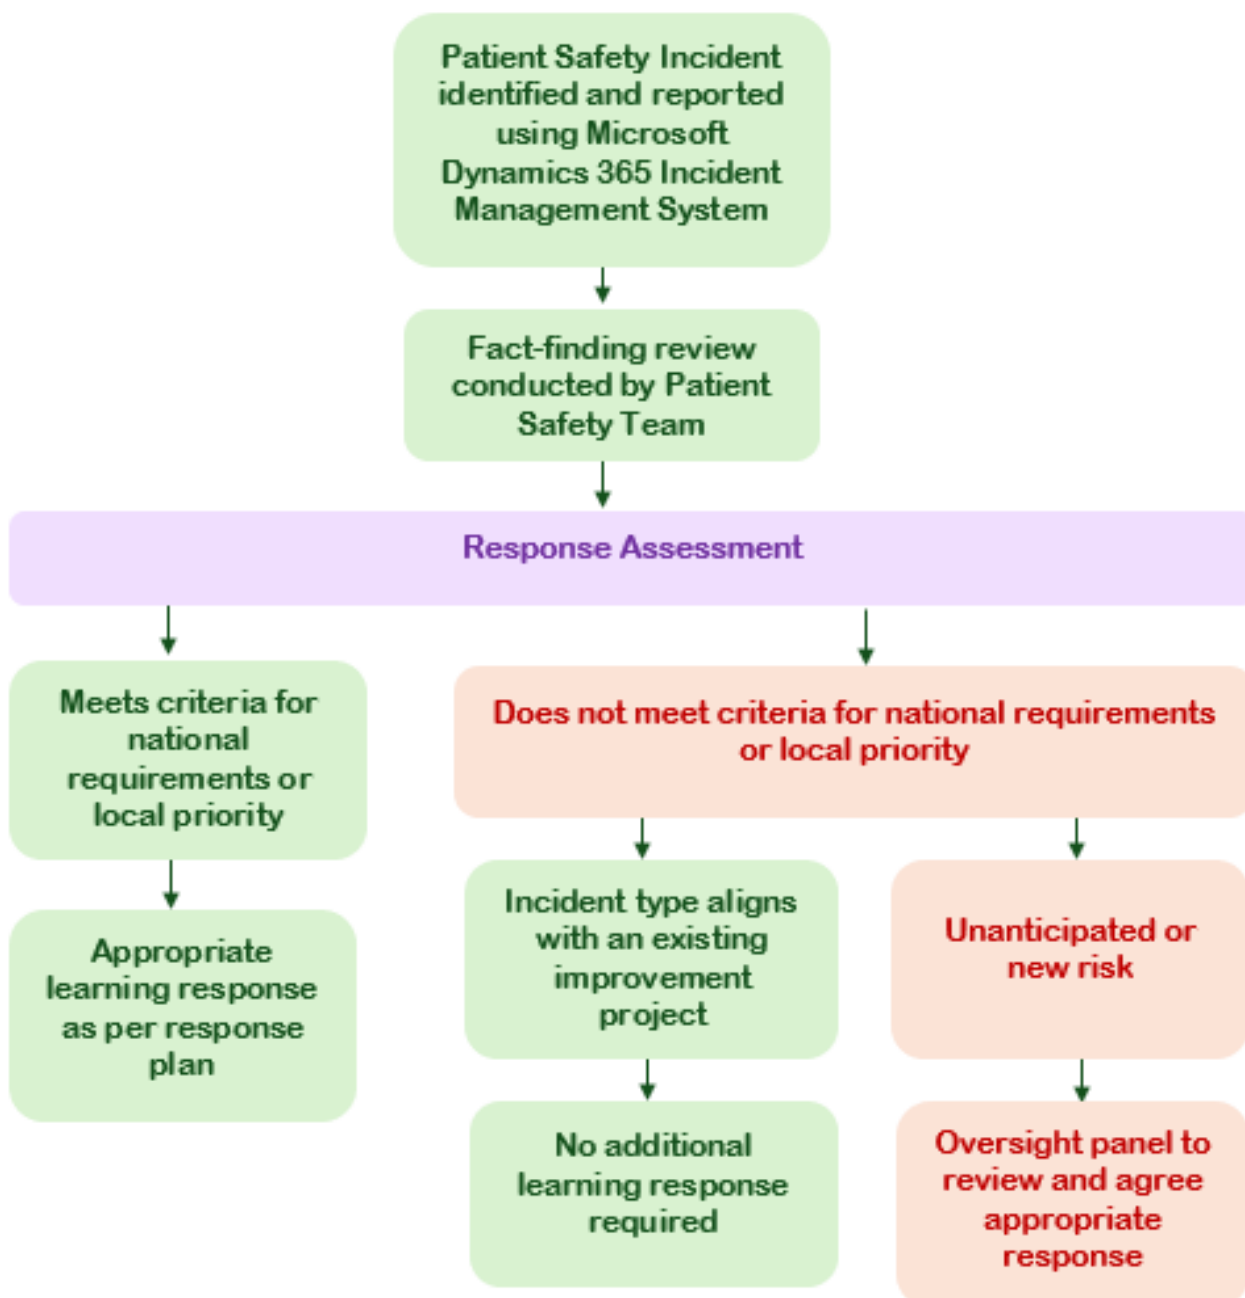 Patient Safety Incident
identified and reported
using Microsoft
Dynamics 365 Incident
Management System
Fact-finding review
conducted by Patient
Safety Team
Response Assessment
Meets criteria for
national
requirements or
local priority
Does not meet criteria for national requirements
or local priority
Appropriate
learning response
as per response
plan
Incident type aligns
with an existing
improvement
project
Unanticipated or
new risk
No additional
learning response
required
Oversight panel to
review and agree
appropriate
response